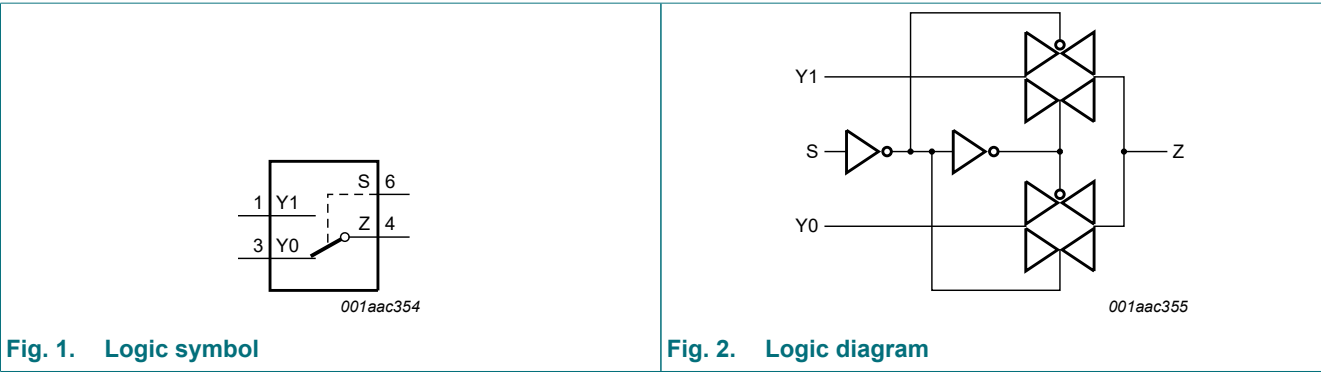 S 6
1 Y1
Z 4
3 Y0
001aac354
Fig. 1. Logic symbol
Y1
S
Z
Y0
001aac355
Fig. 2. Logic diagram